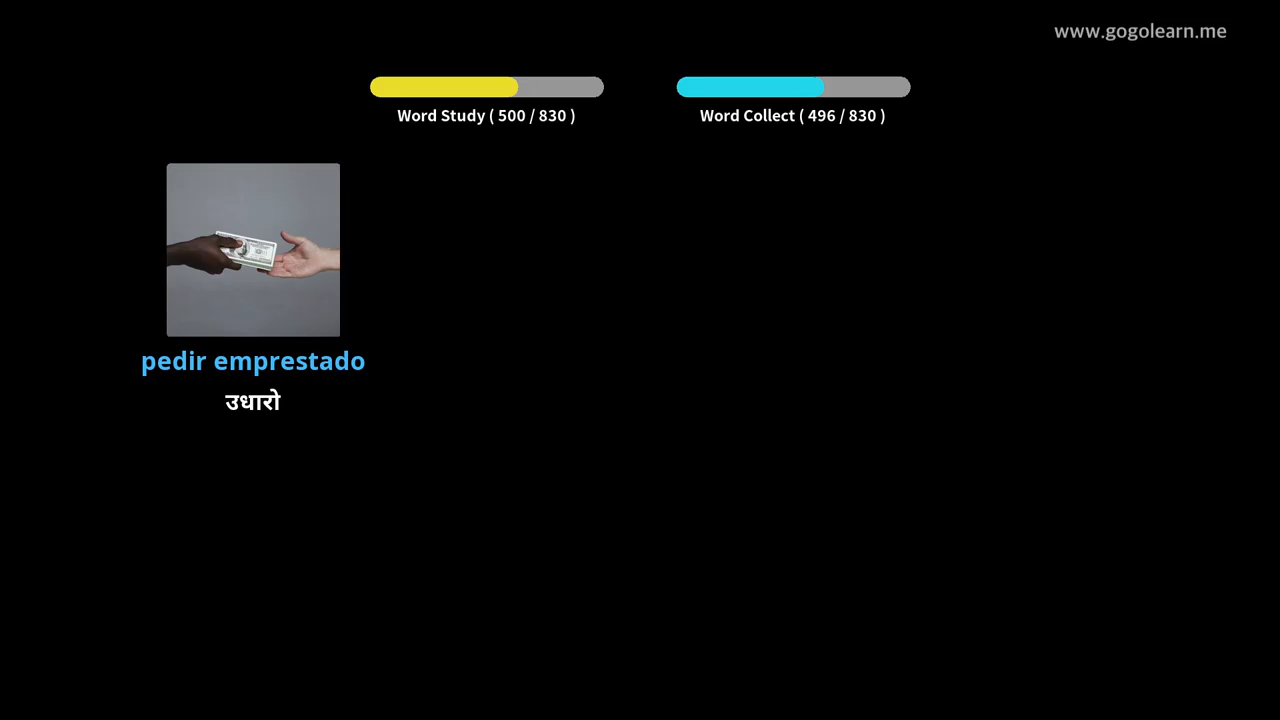 www.gogolearn.me
Word Study ( 500 / 830 )
Word Collect ( 496 / 830 )
pedir emprestado
उधारो